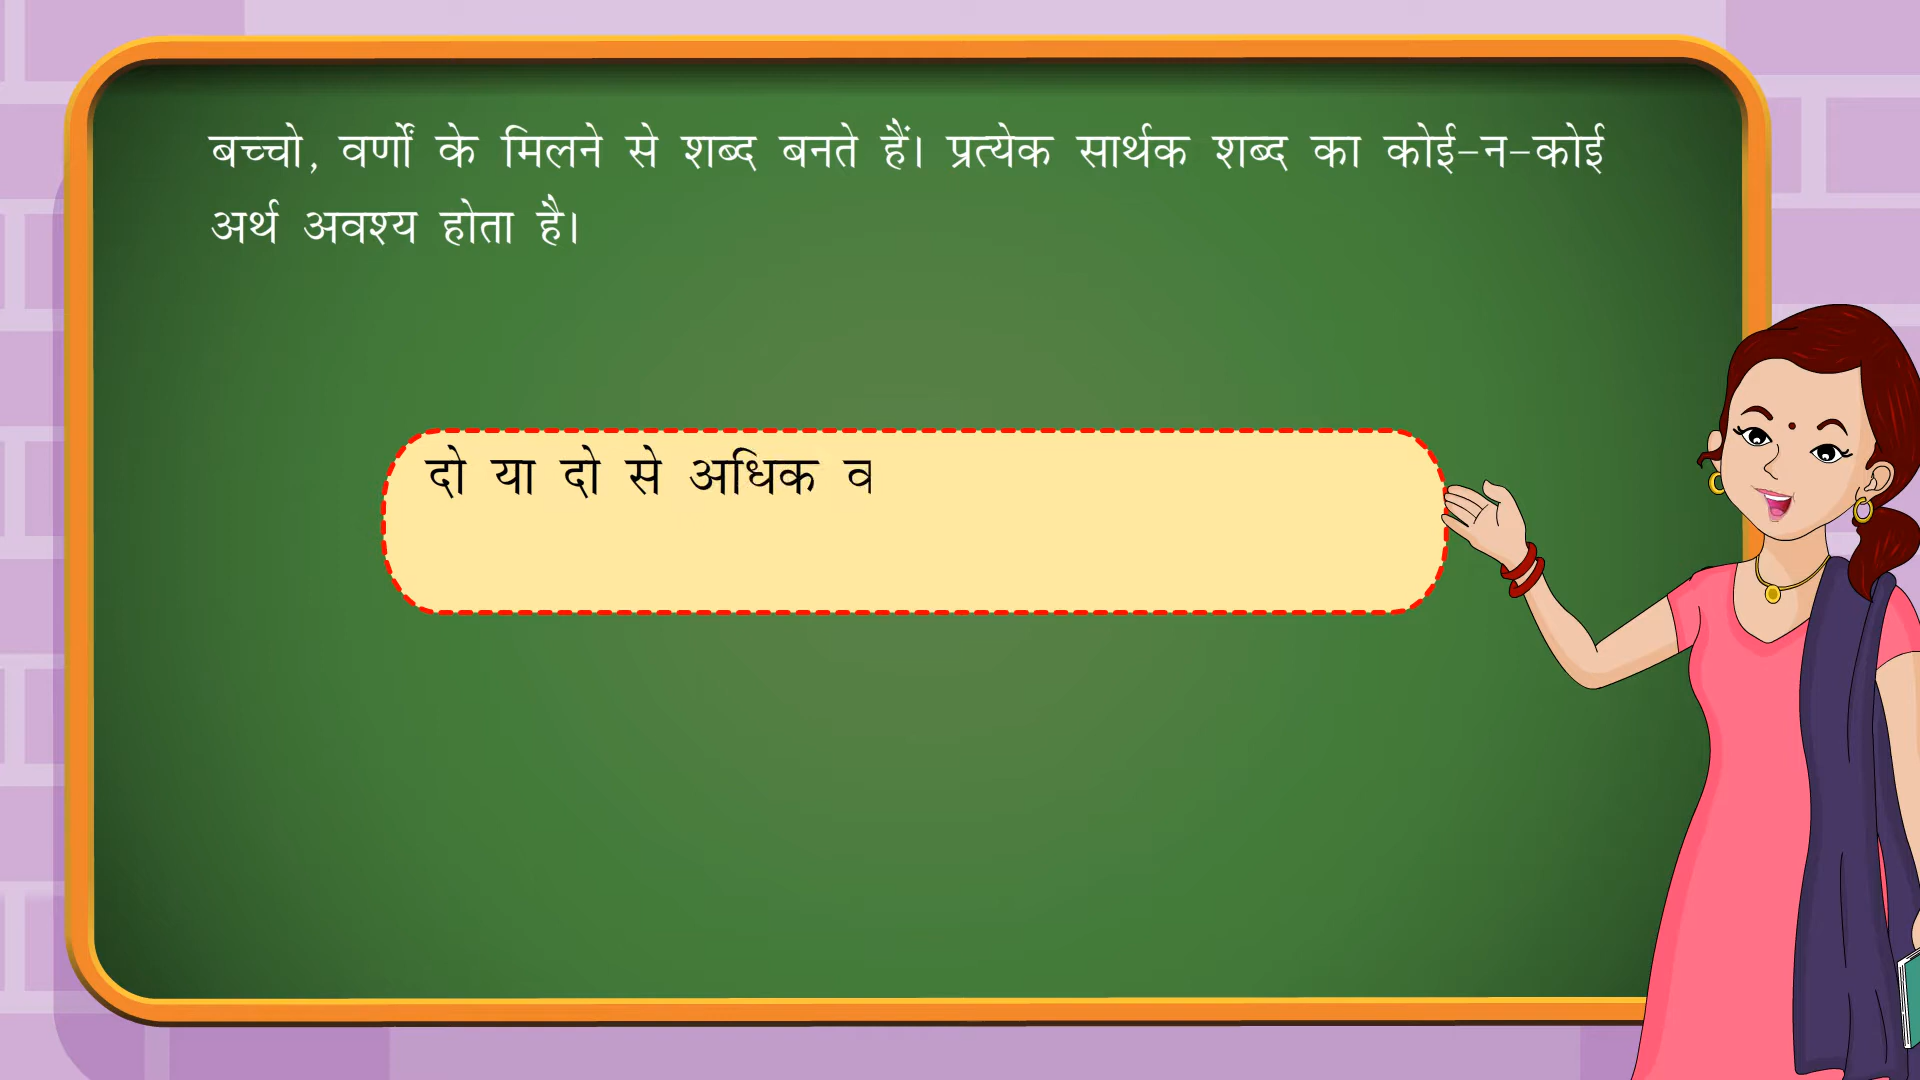 बच्चो, वर्णों के मिलने से शब्द बनते हैं। प्रत्येक सार्थक शब्द का कोई-न-कोई
अर्थ अवश्य होता है।
दो या दो से अधिक व